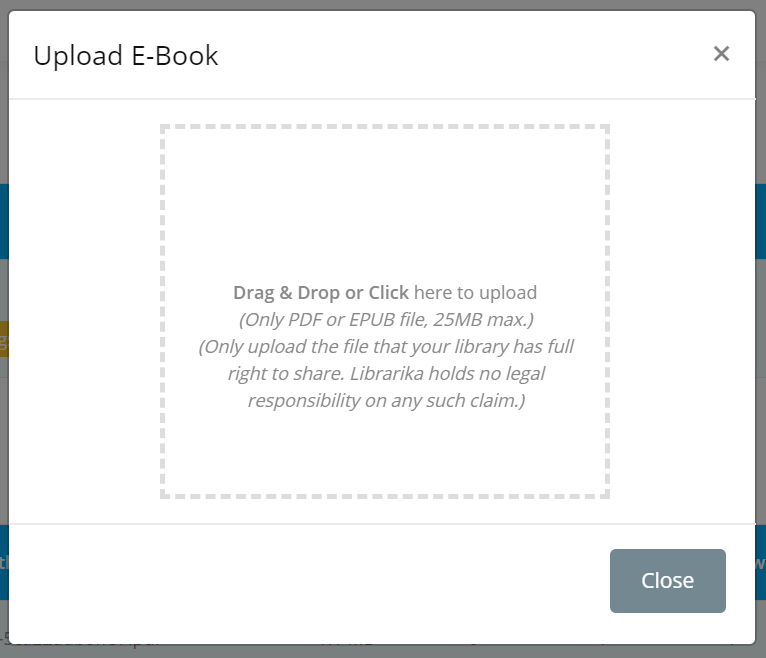 Upload E-Book
×
Drag & Drop or Click here to upload
(Only PDF or EPUB file, 25MB max.)
(Only upload the file that your library has full
right to share. Librarika holds no legal
responsibility on any such claim.)
Close